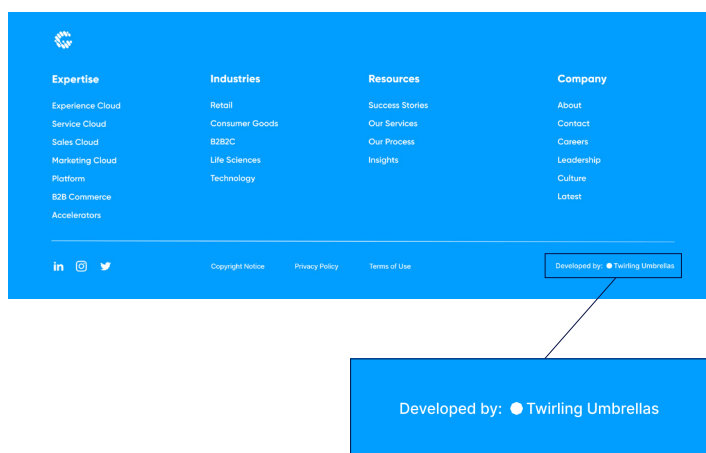 Expertise
Experience Cloud
Service Cloud
Sales Cloud
Marketing Cloud
Platform
B2B Commerce
Accelerators
Industries
Retail
Consumer Goods
B2B2C
Life Sciences
Technology
Resources
Success Stories
Our Services
Our Process
Insights
Company
About
Contact
Careers
Leadership
Culture
Latest
Copyright Notice
Privacy Policy
Terms of Use
Developed by: Twirling Umbrellas
Developed by: Twirling Umbrellas